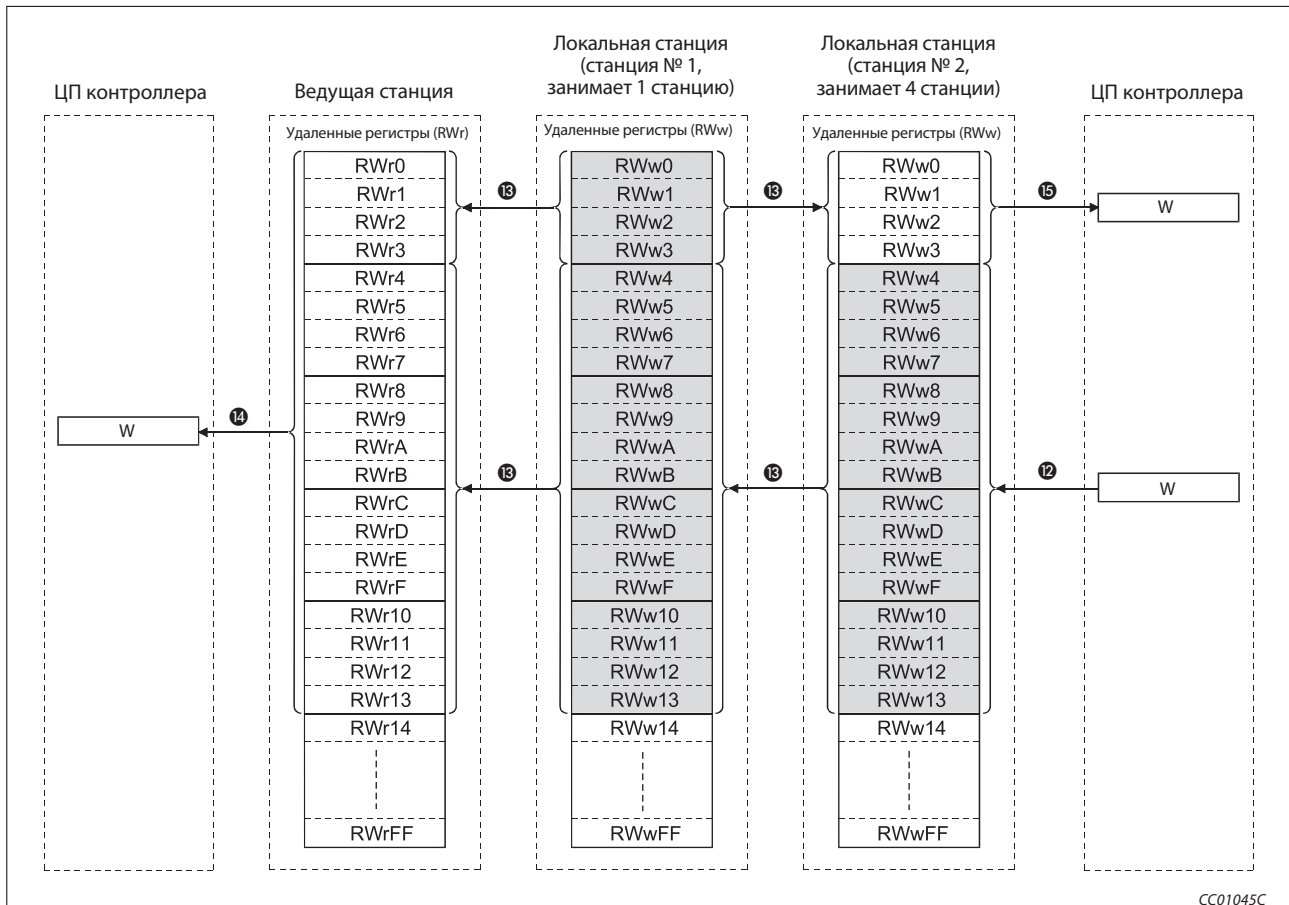 ЦП контроллера
Ведущая станция
Локальная станция
(станция № 1,
занимает 1 станцию)
Локальная станция
(станция № 2,
занимает 4 станции)
ЦП контроллера
Удаленные регистры (RWr)
Удаленные регистры (RWw)
Удаленные регистры (RWw)
RWr0 RWw0 RWw0
RWr1 ⓭ RWw1 ⓭ RWw1 ⓯ W
RWr2 RWw2 RWw2
RWr3 RWw3 RWw3
RWr4 RWw4 RWw4
RWr5 RWw5 RWw5
RWr6 RWw6 RWw6
RWr7 RWw7 RWw7
RWr8 RWw8 RWw8
W ⓮ RWr9 RWw9 RWw9
RWrA RWwA RWwA
RWrB ⓭ RWwB ⓭ RWwB ⓬ W
RWrC RWwC RWwC
RWrD RWwD RWwD
RWrE RWwE RWwE
RWrF RWwF RWwF
RWr10 RWw10 RWw10
RWr11 RWw11 RWw11
RWr12 RWw12 RWw12
RWr13 RWw13 RWw13
RWr14 RWw14 RWw14
RWrFF RWwFF RWwFF
CC01045C